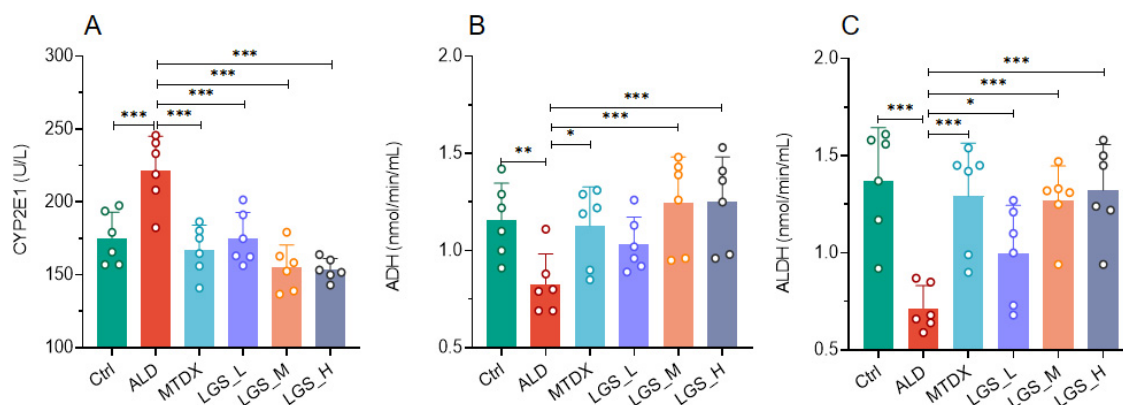 A
CYP2E1 (U/L)
300
250
200
150
100
***
***
***
***
***
Ctrl
ALD
MTDX
LGS_L
LGS_M
LGS_H
B
ADH (nmol/min/mL)
2.0
1.5
1.0
0.5
***
***
*
**
Ctrl
ALD
MTDX
LGS_L
LGS_M
LGS_H
C
ALDH (nmol/min/mL)
2.0
1.5
1.0
0.5
***
***
*
***
***
Ctrl
ALD
MTDX
LGS_L
LGS_M
LGS_H